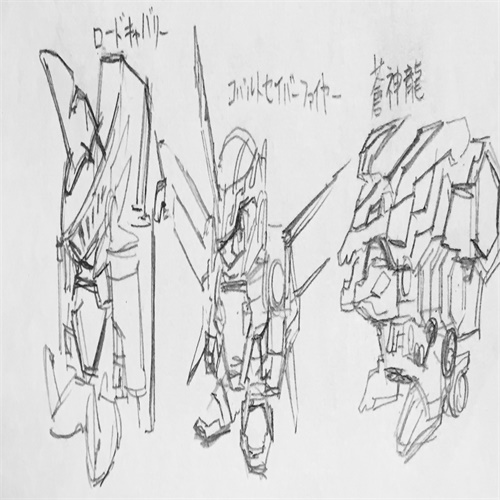 ロードキャバリー
コバルトセイバーファイヤー
蒼神龍